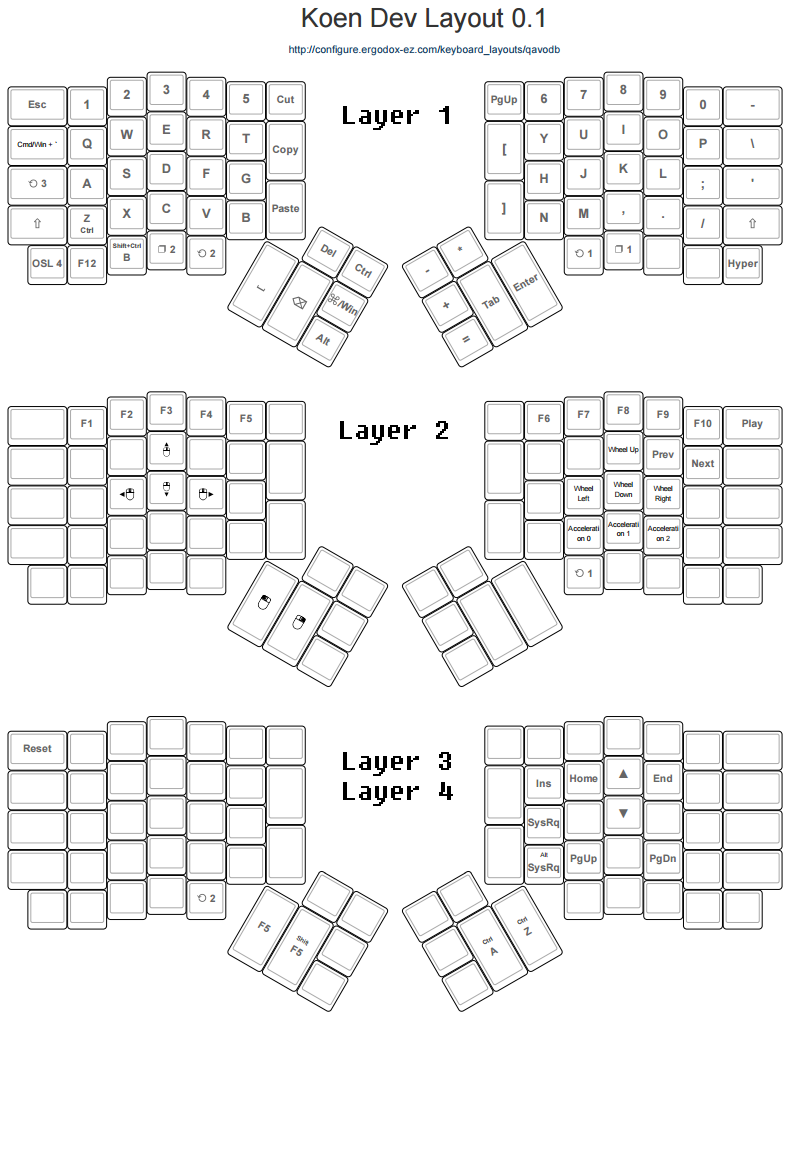 Koen Dev Layout 0.1
http://configure.ergodox-ez.com/keyboard_layouts/qavodb
Layer 1
Esc 1 2 3 4 5 Cut
Cmd/Win + ` Q W E R T Copy
3 A S D F G
Z Ctrl X C V B Paste
OSL 4 F12 Shift+Ctrl B 2 2
Del Ctrl
⌘/Win
Alt
PgUp 6 7 8 9 0 -
[ Y U I O P \
H J K L ; '
] N M , . /
1 1 Hyper
- *
+ Tab Enter
=
Layer 2
F1 F2 F3 F4 F5
F6 F7 F8 F9 F10 Play
Wheel Up Prev Next
Wheel Left Wheel Down Wheel Right
Accelerati on 0 Accelerati on 1 Accelerati on 2
1
Layer 3
Layer 4
Reset
2
F5 Shift F5
Ins Home ▲ End
SysRq ▼
Alt SysRq PgUp PgDn
Ctrl A Ctrl Z